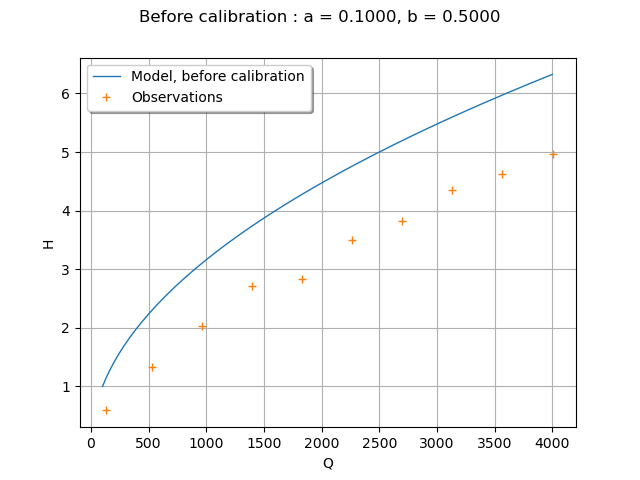 Before calibration : a = 0.1000, b = 0.5000
Model, before calibration
Observations
6
5
4
3
2
1
H
0 500 1000 1500 2000 2500 3000 3500 4000
Q